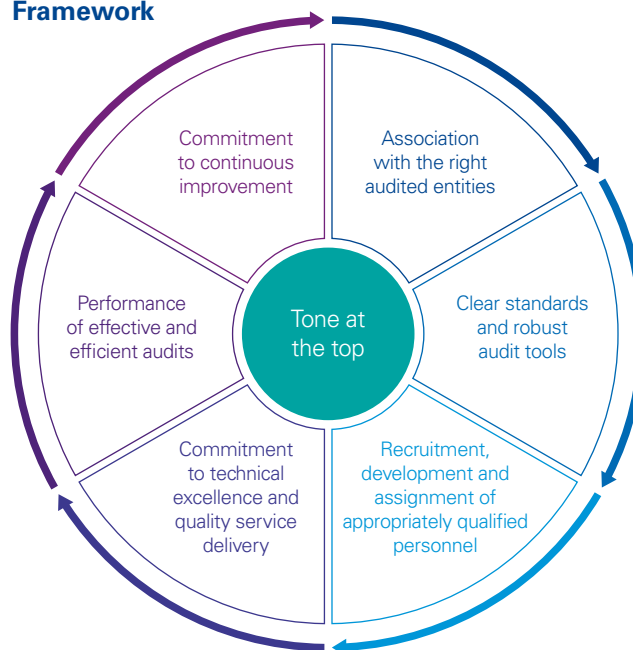 Framework
Commitment
to continuous
improvement
Association
with the right
audited entities
Performance
of effective and
efficient audits
Tone at
the top
Clear standards
and robust
audit tools
Commitment
to technical
excellence and
quality service
delivery
Recruitment,
development and
assignment of
appropriately qualified
personnel